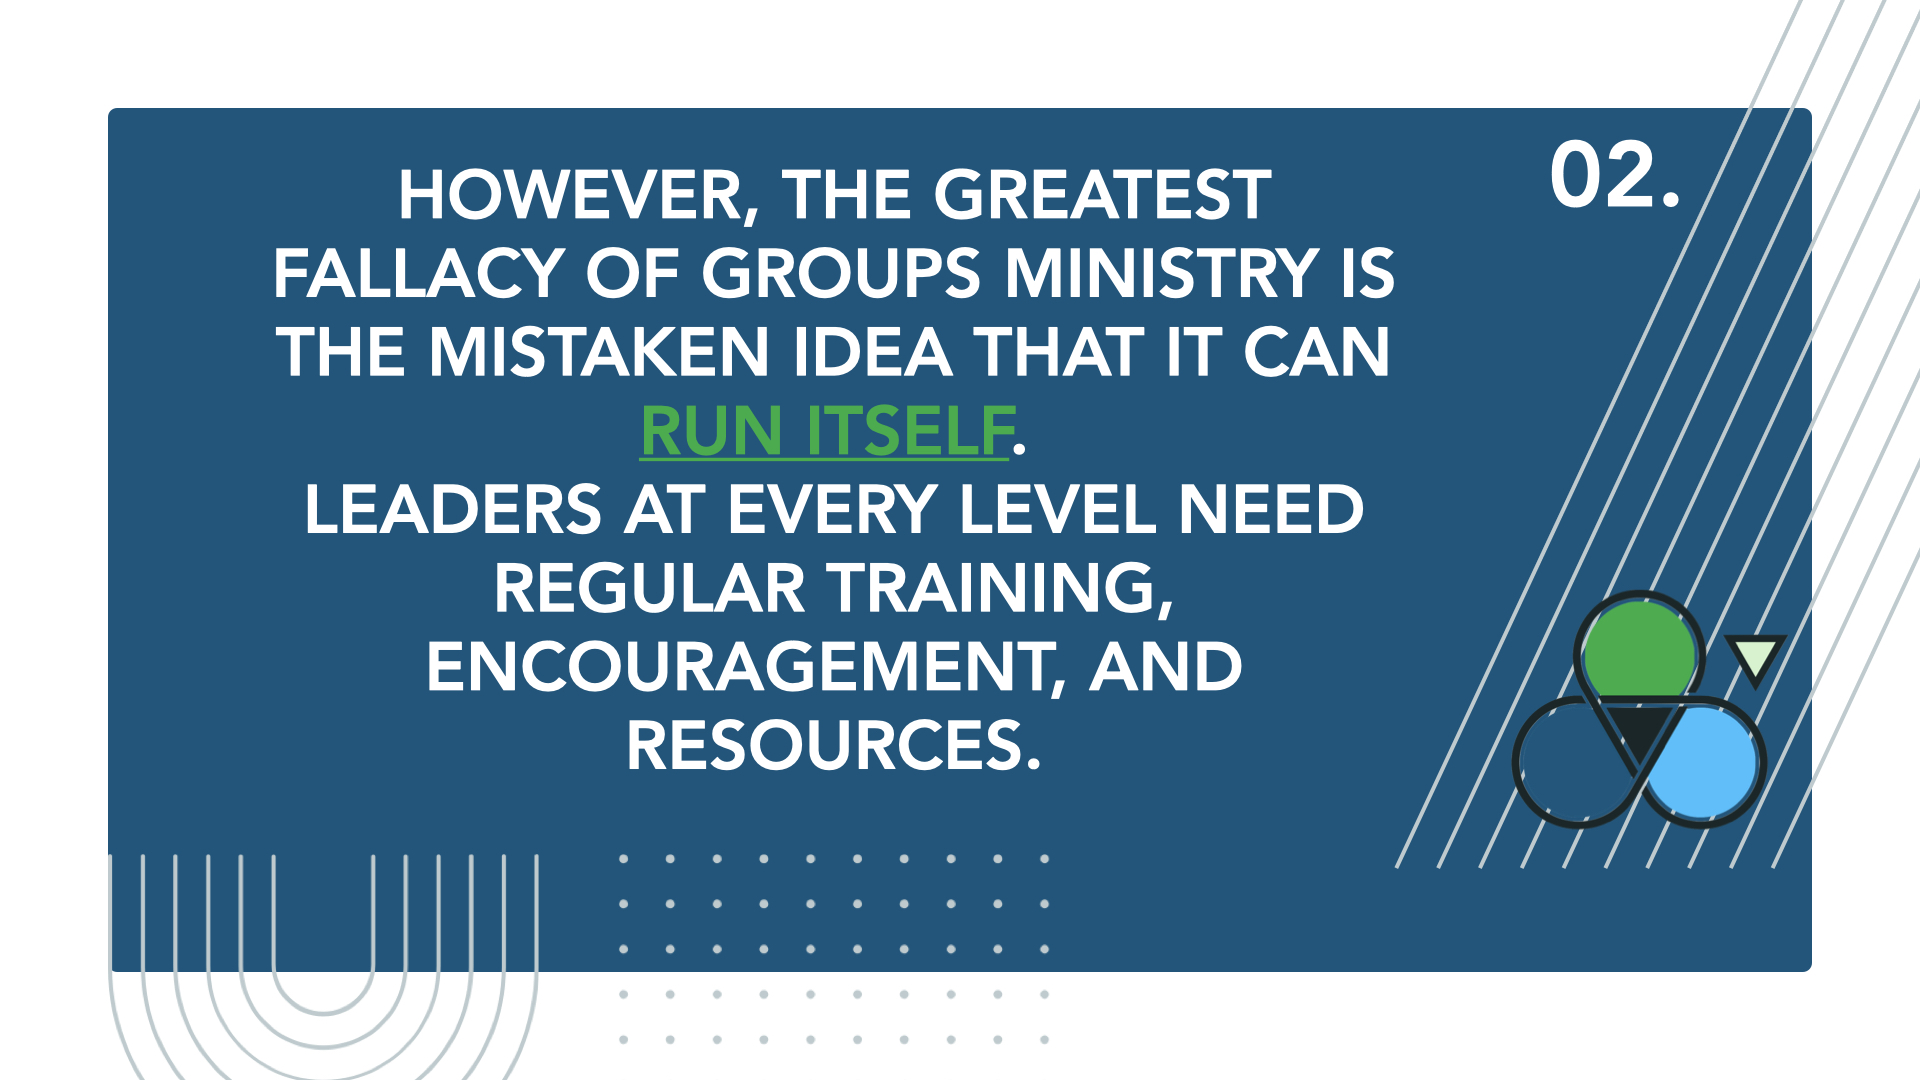 02.
HOWEVER, THE GREATEST
FALLACY OF GROUPS MINISTRY IS
THE MISTAKEN IDEA THAT IT CAN
RUN ITSELF.
LEADERS AT EVERY LEVEL NEED
REGULAR TRAINING,
ENCOURAGEMENT, AND
RESOURCES.